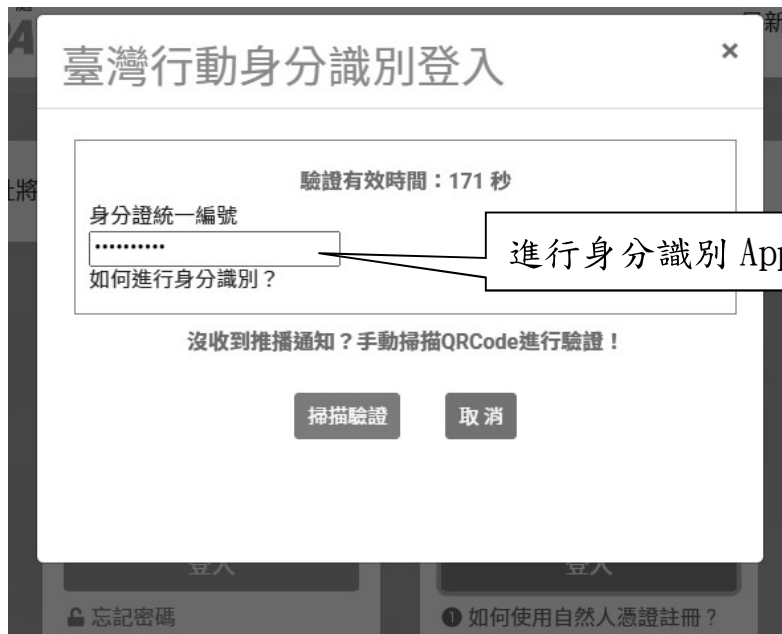 臺灣行動身分識別登入
×
驗證有效時間：171 秒
身分證統一編號
••••••••••
進行身分識別 App
如何進行身分識別？
沒收到推播通知？手動掃描QRCode進行驗證！
掃描驗證
取 消
登入
登入
忘記密碼
如何使用自然人憑證註冊？